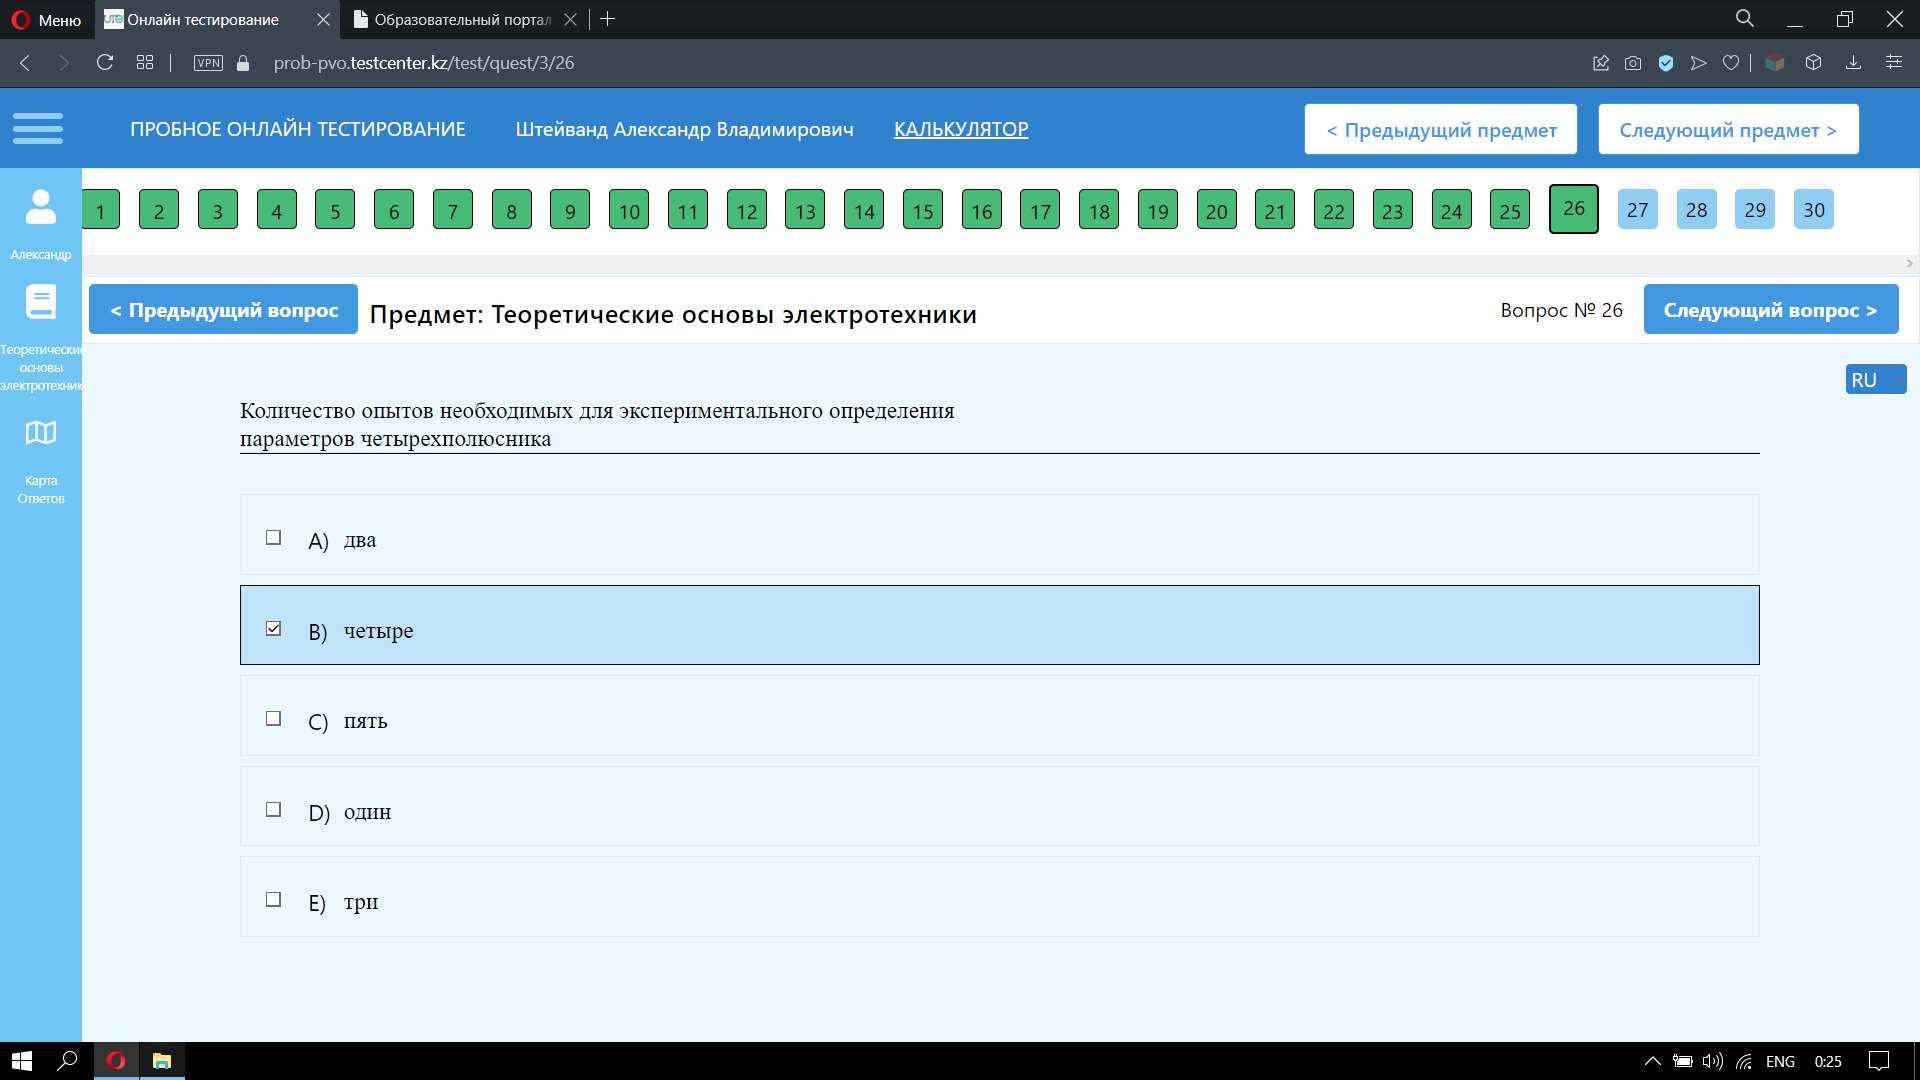 Меню
Онлайн тестирование
Образовательный портал
VPN
prob-pvo.testcenter.kz/test/quest/3/26
ПРОБНОЕ ОНЛАЙН ТЕСТИРОВАНИЕ
Штейванд Александр Владимирович
КАЛЬКУЛЯТОР
< Предыдущий предмет
Следующий предмет >
1 2 3 4 5 6 7 8 9 10 11 12 13 14 15 16 17 18 19 20 21 22 23 24 25 26 27 28 29 30
Александр
Теоретические
основы
электротехники
Карта
Ответов
< Предыдущий вопрос
Предмет: Теоретические основы электротехники
Вопрос № 26
Следующий вопрос >
RU
Количество опытов необходимых для экспериментального определения
параметров четырехполюсника
A) два
B) четыре
C) пять
D) один
E) три
ENG
0:25